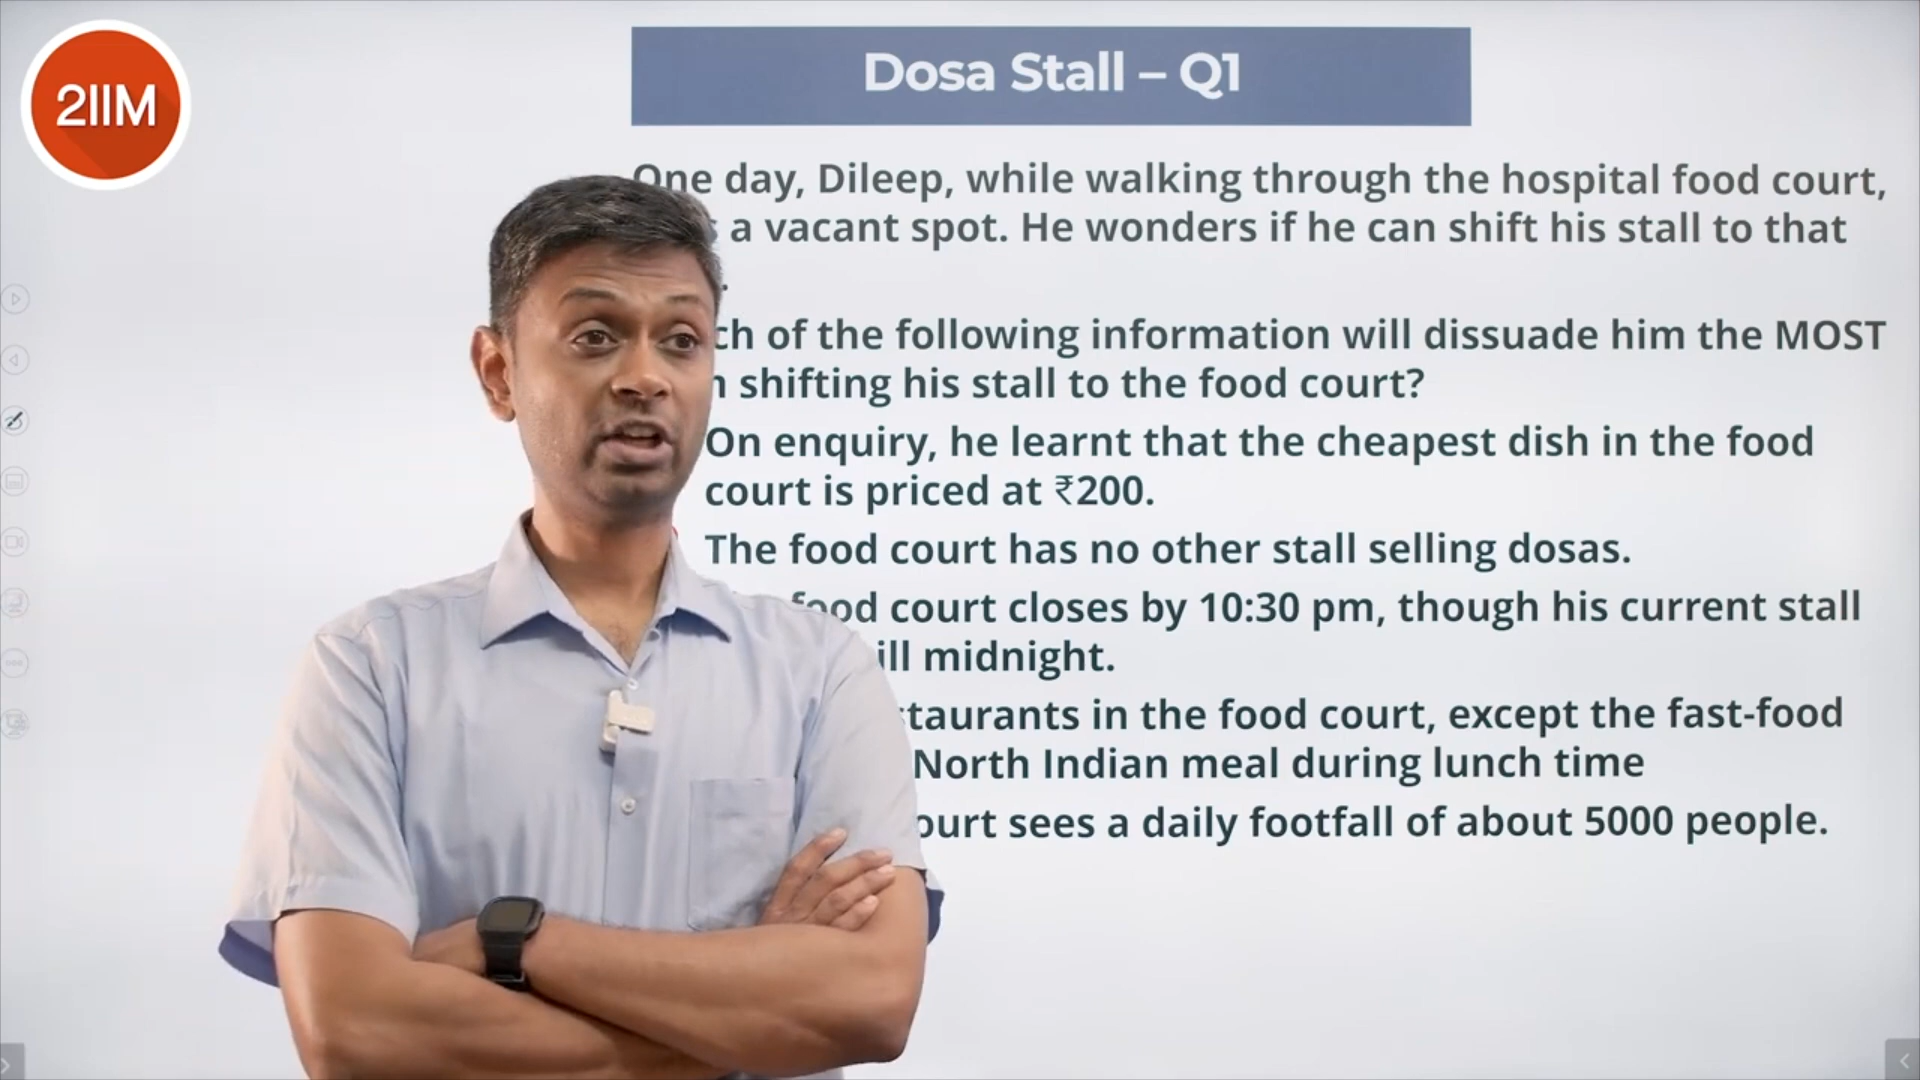 2IIM
Dosa Stall – Q1
One day, Dileep, while walking through the hospital food court,
a vacant spot. He wonders if he can shift his stall to that
of the following information will dissuade him the MOST
shifting his stall to the food court?
On enquiry, he learnt that the cheapest dish in the food
court is priced at ₹200.
The food court has no other stall selling dosas.
food court closes by 10:30 pm, though his current stall
midnight.
in the food court, except the fast-food
North Indian meal during lunch time
sees a daily footfall of about 5000 people.